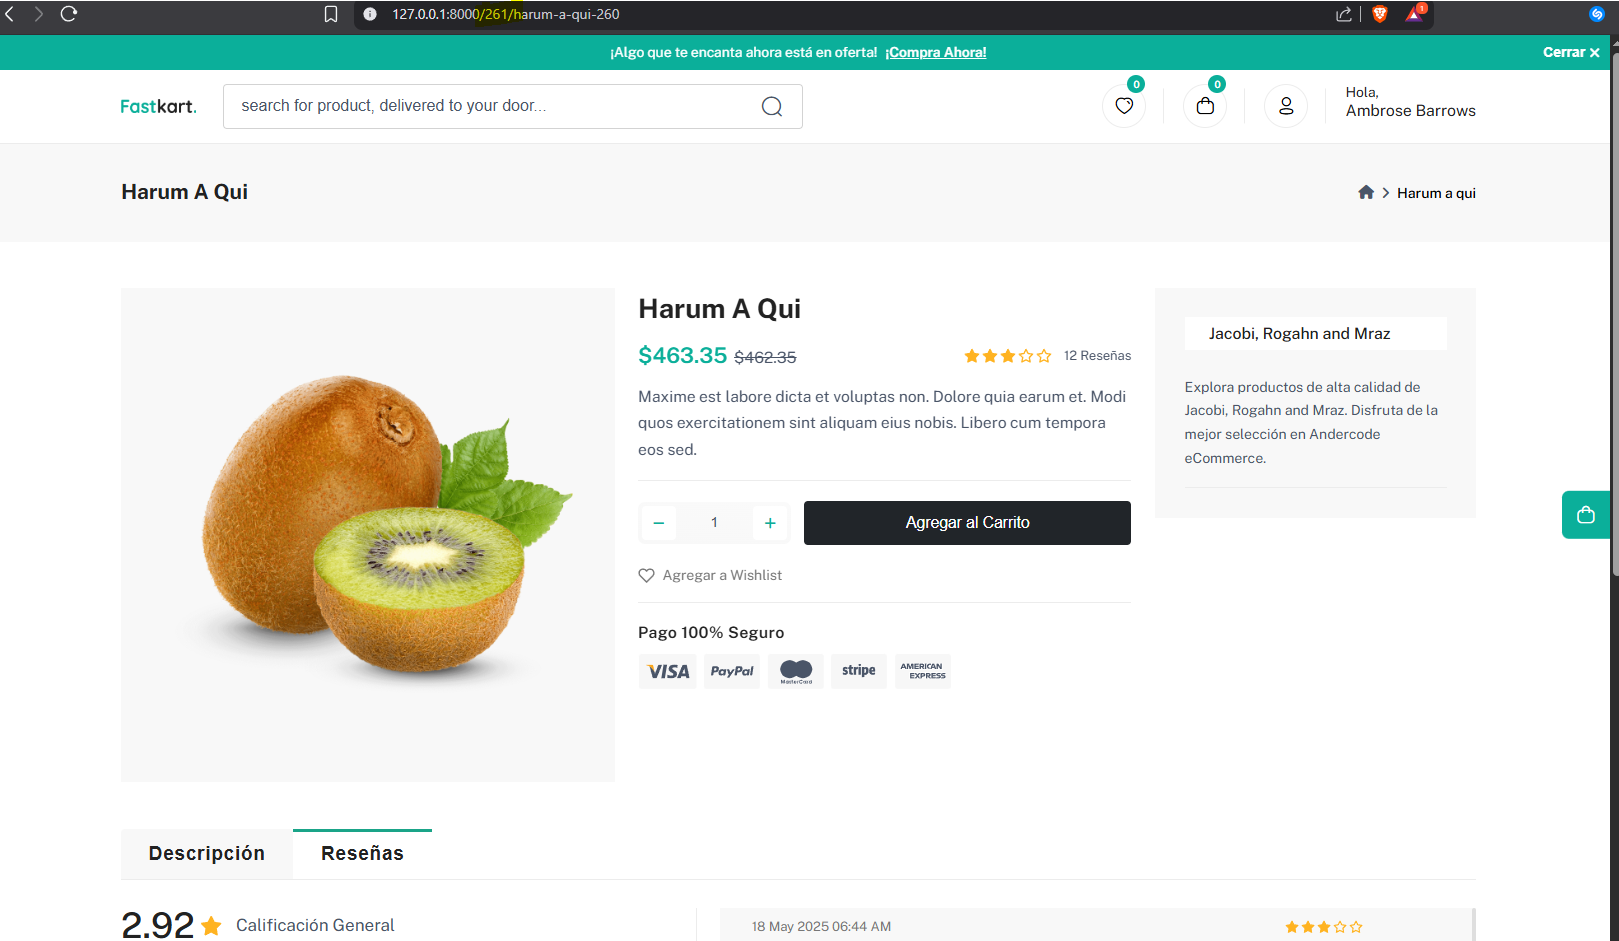 127.0.0.1:8000/261/harum-a-qui-260
1
¡Algo que te encanta ahora está en oferta! ¡Compra Ahora!
Cerrar ×
Fastkart.
search for product, delivered to your door...
0
0
Hola,
Ambrose Barrows
Harum A Qui
Harum a qui
Harum A Qui
$463.35 $462.35
12 Reseñas
Maxime est labore dicta et voluptas non. Dolore quia earum et. Modi
quos exercitationem sint aliquam eius nobis. Libero cum tempora
eos sed.
− 1 +
Agregar al Carrito
Agregar a Wishlist
Pago 100% Seguro
VISA
PayPal
MasterCard
stripe
AMERICAN
EXPRESS
Jacobi, Rogahn and Mraz
Explora productos de alta calidad de
Jacobi, Rogahn and Mraz. Disfruta de la
mejor selección en Andercode
eCommerce.
Descripción
Reseñas
2.92
Calificación General
18 May 2025 06:44 AM